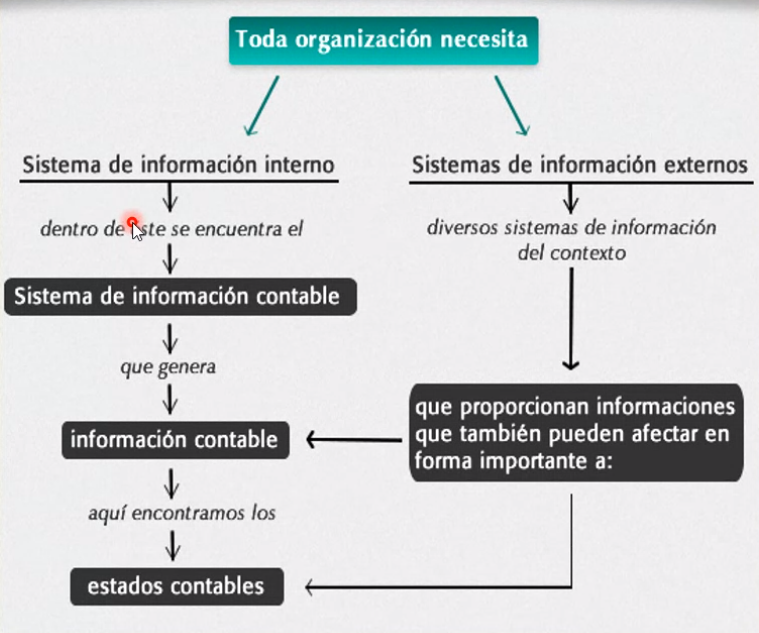 Toda organización necesita
Sistema de información interno
dentro de ste se encuentra el
Sistema de información contable
que genera
información contable
aquí encontramos los
estados contables
Sistemas de información externos
diversos sistemas de información
del contexto
que proporcionan informaciones
que también pueden afectar en
forma importante a: